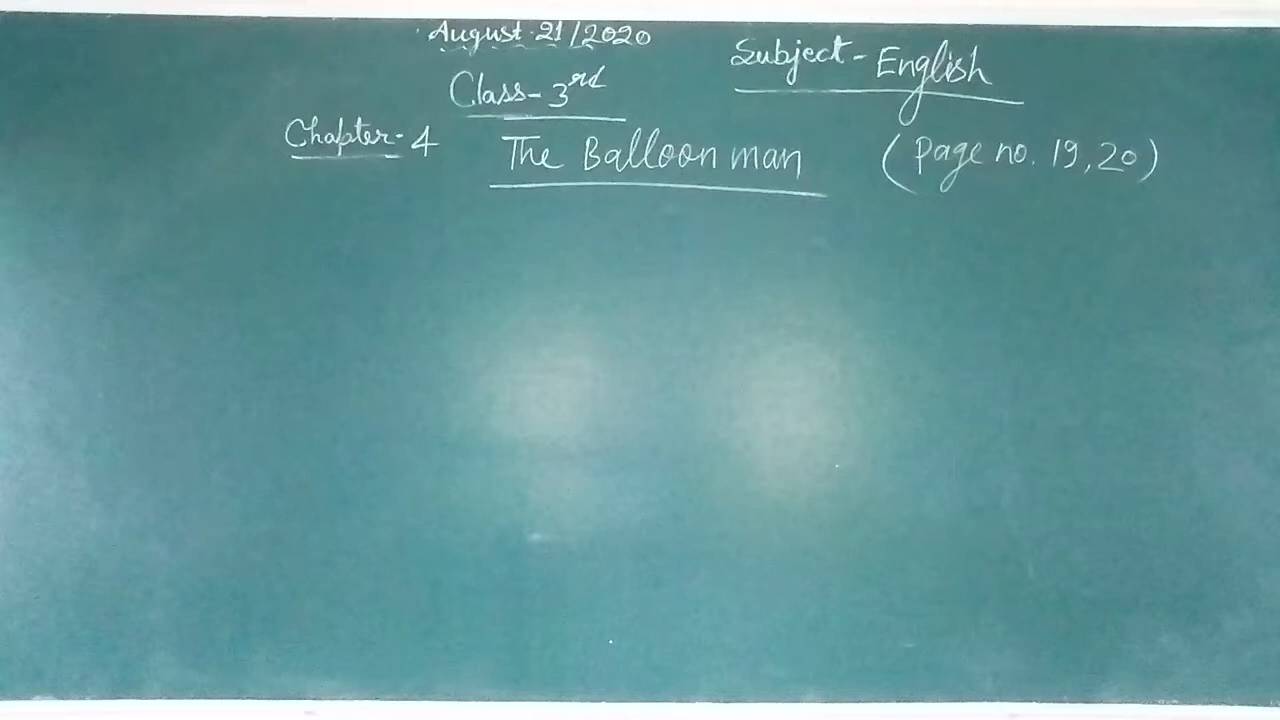 August 21/2020
Subject - English
Class - 3rd
Chapter - 4 The Balloon man (Page no. 19, 20)